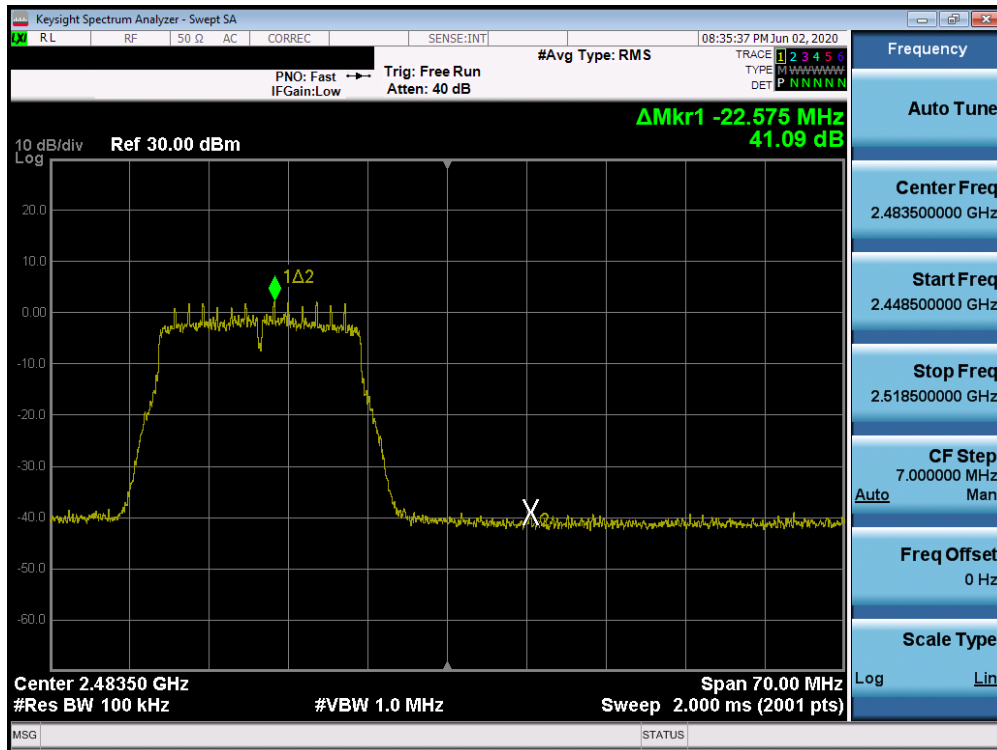 Keysight Spectrum Analyzer - Swept SA
LXI RL RF 50 Ω AC CORREC SENSE:INT 08:35:37 PM Jun 02, 2020
#Avg Type: RMS TRACE 1 2 3 4 5 6
PNO: Fast Trig: Free Run TYPE M WWWWW
IFGain:Low Atten: 40 dB DET P N N N N N
ΔMkr1 -22.575 MHz
41.09 dB
10 dB/div Ref 30.00 dBm
Log
20.0
10.0
1Δ2
0.00
-10.0
-20.0
-30.0
-40.0
-50.0
-60.0
Center 2.48350 GHz Span 70.00 MHz
#Res BW 100 kHz #VBW 1.0 MHz Sweep 2.000 ms (2001 pts)
MSG STATUS
Frequency
Auto Tune
Center Freq
2.483500000 GHz
Start Freq
2.448500000 GHz
Stop Freq
2.518500000 GHz
CF Step
7.000000 MHz
Auto Man
Freq Offset
0 Hz
Scale Type
Log Lin